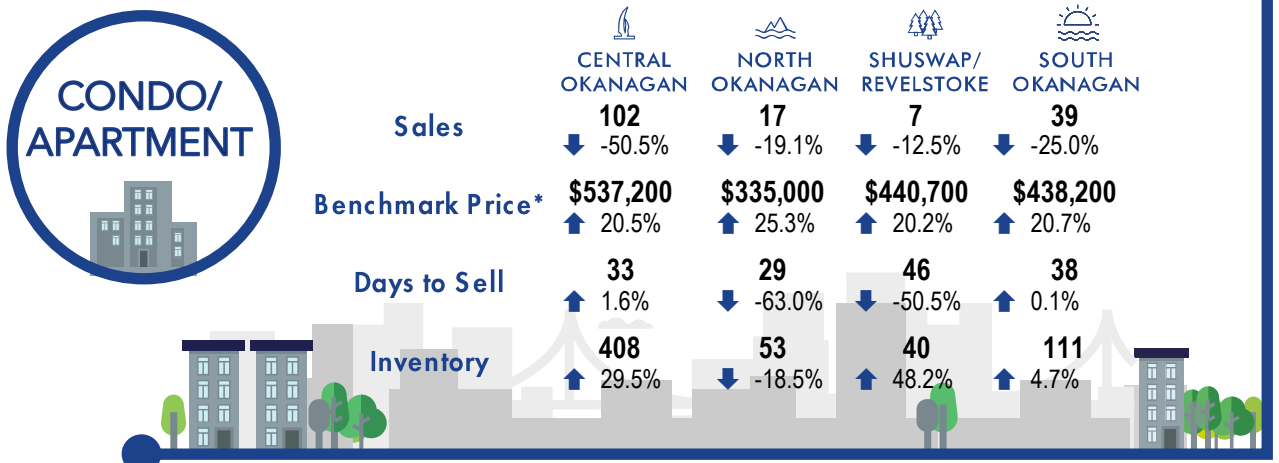 CONDO/
APARTMENT
CENTRAL OKANAGAN NORTH OKANAGAN SHUSWAP/ REVELSTOKE SOUTH OKANAGAN
Sales 102 17 7 39
-50.5% -19.1% -12.5% -25.0%
Benchmark Price* $537,200 $335,000 $440,700 $438,200
20.5% 25.3% 20.2% 20.7%
Days to Sell 33 29 46 38
1.6% -63.0% -50.5% 0.1%
Inventory 408 53 40 111
29.5% -18.5% 48.2% 4.7%